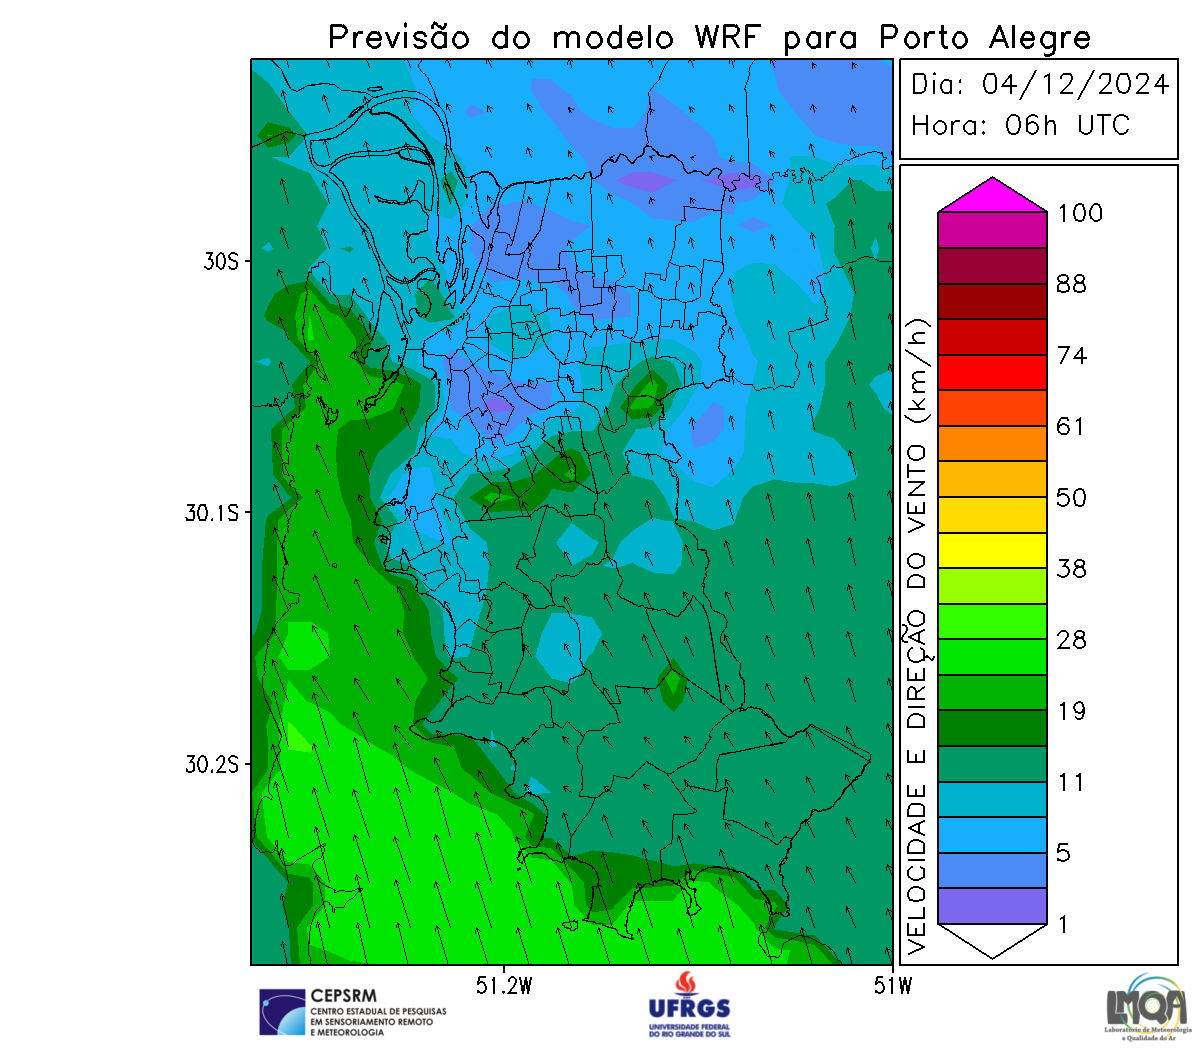 Previsão do modelo WRF para Porto Alegre
Dia: 04/12/2024
Hora: 06h UTC
30S
30.1S
30.2S
51.2W
51W
VELOCIDADE E DIREÇÃO DO VENTO (km/h)
100
88
74
61
50
38
28
19
11
5
1
CEPSRM
CENTRO ESTADUAL DE PESQUISAS
EM SENSORIAMENTO REMOTO
E METEOROLOGIA
UFRGS
UNIVERSIDADE FEDERAL
DO RIO GRANDE DO SUL
LMQA
Laboratório de Meteorologia
e Qualidade do Ar